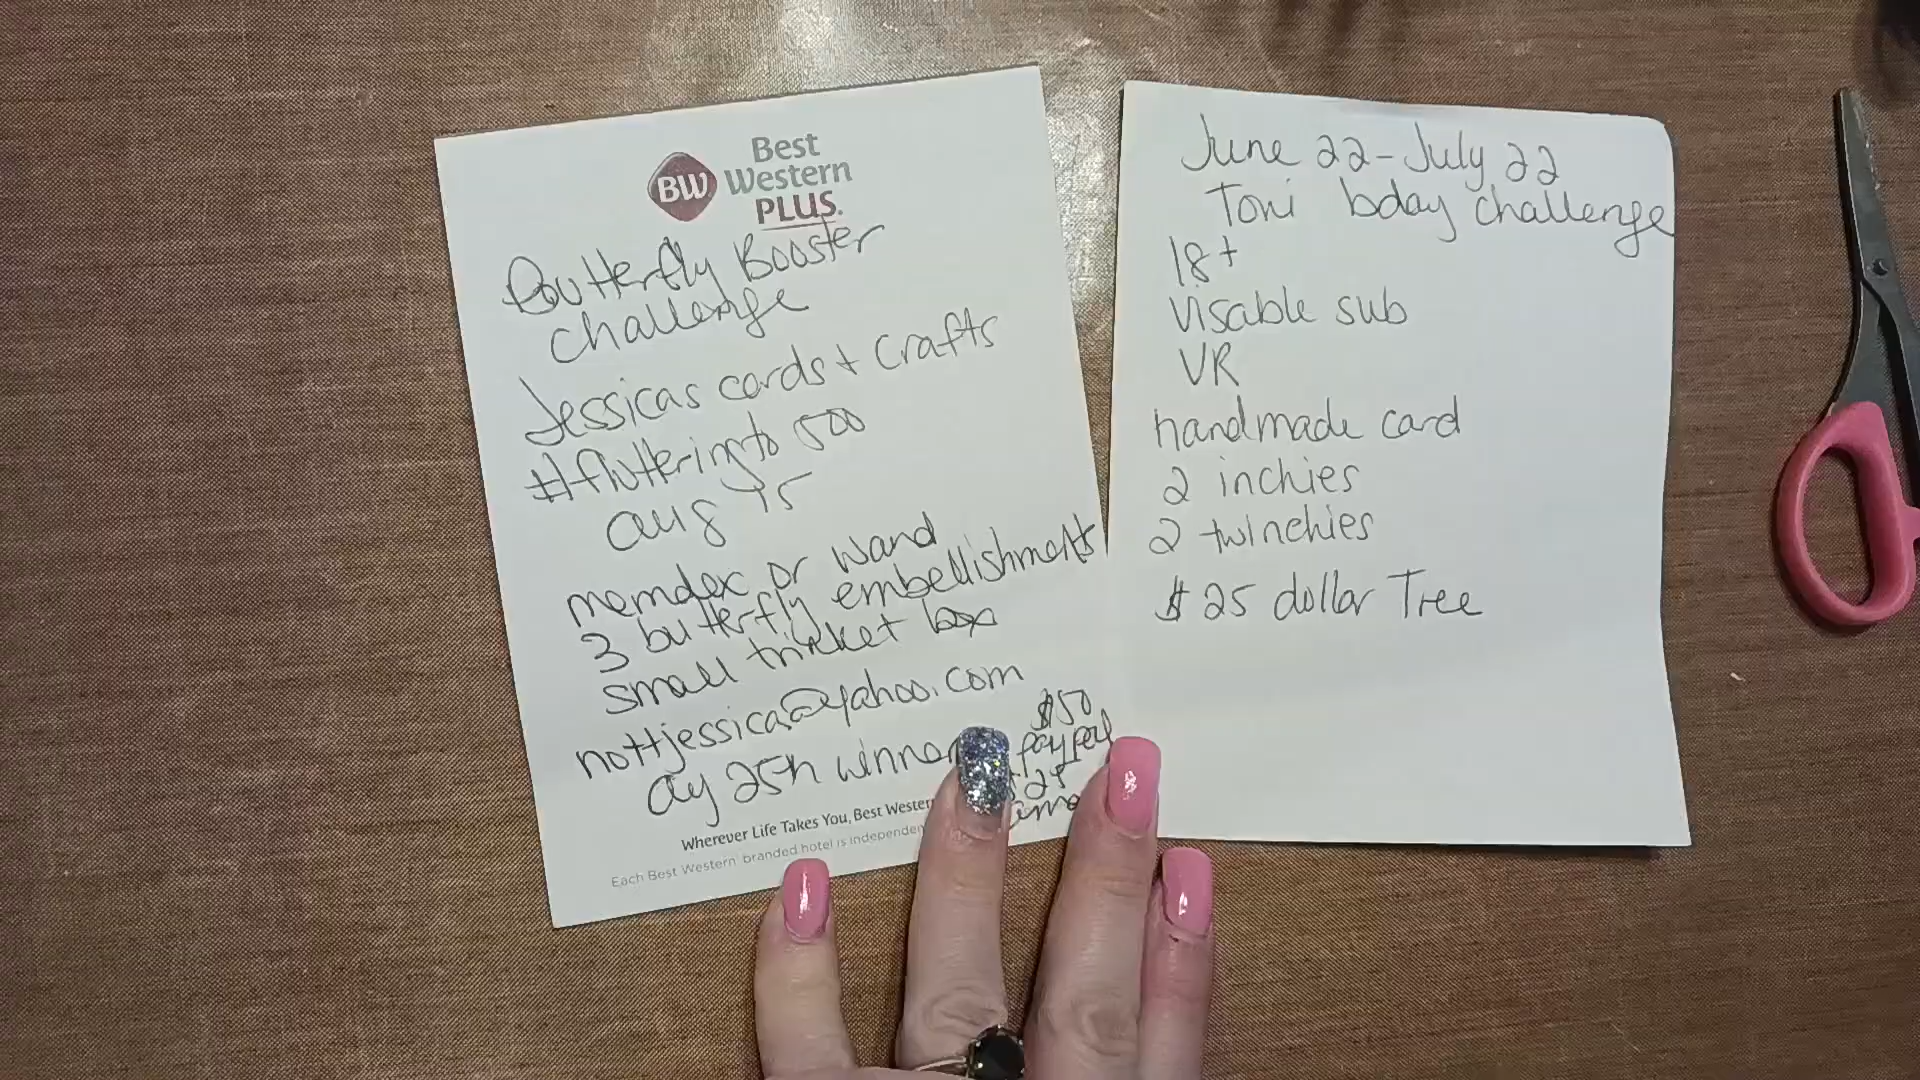 BW
Best
Western
PLUS.
Butterfly Booster
challenge
Jessicas cards + crafts
#flutteringto 500
aug 15
memdex or wand
3 butterfly embellishments
small trinket box
nottjessica@yahoo.com
25th winner
$50
paypal
25
Wherever Life Takes You, Best Wester
Each Best Western branded hotel is independen
June 22-July 22
Toni bday challenge
18+
visable sub
VR
handmade card
2 inchies
2 twinchies
$25 dollar Tree